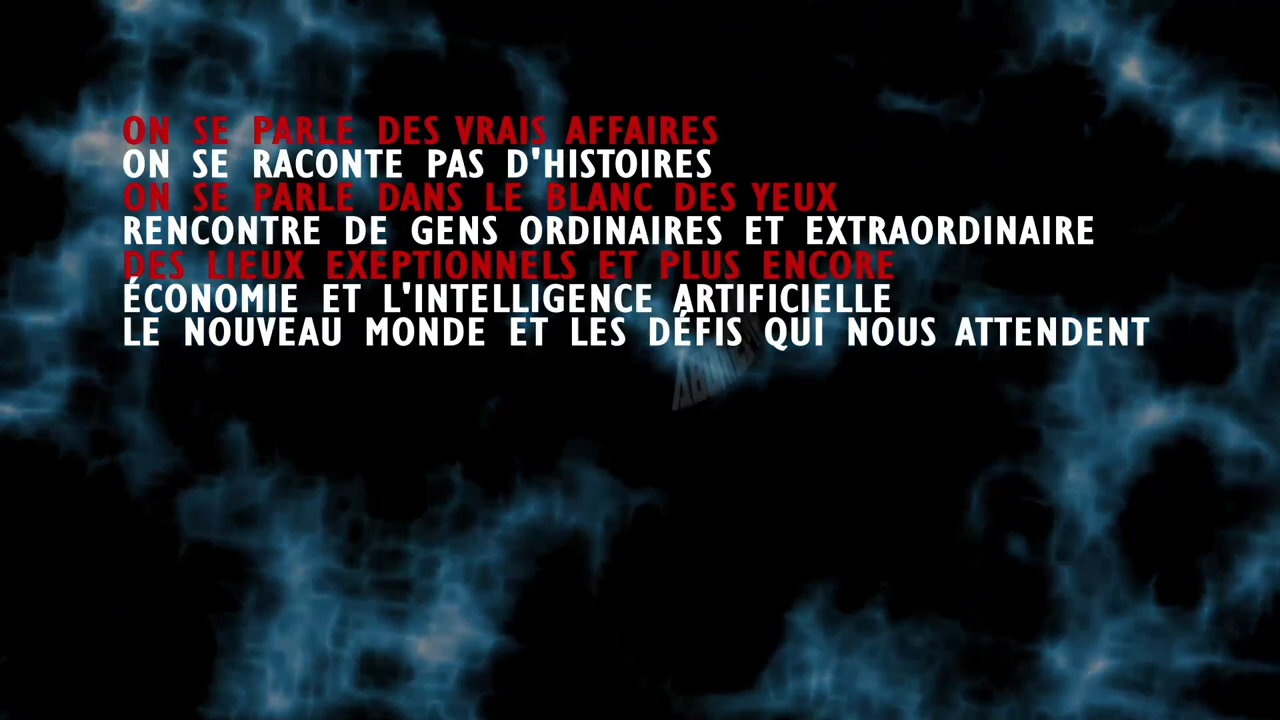 ON SE PARLE DES VRAIS AFFAIRES
ON SE RACONTE PAS D'HISTOIRES
ON SE PARLE DANS LE BLANC DES YEUX
RENCONTRE DE GENS ORDINAIRES ET EXTRAORDINAIRE
DES LIEUX EXEPTIONNELS ET PLUS ENCORE
ÉCONOMIE ET L'INTELLIGENCE ARTIFICIELLE
LE NOUVEAU MONDE ET LES DÉFIS QUI NOUS ATTENDENT